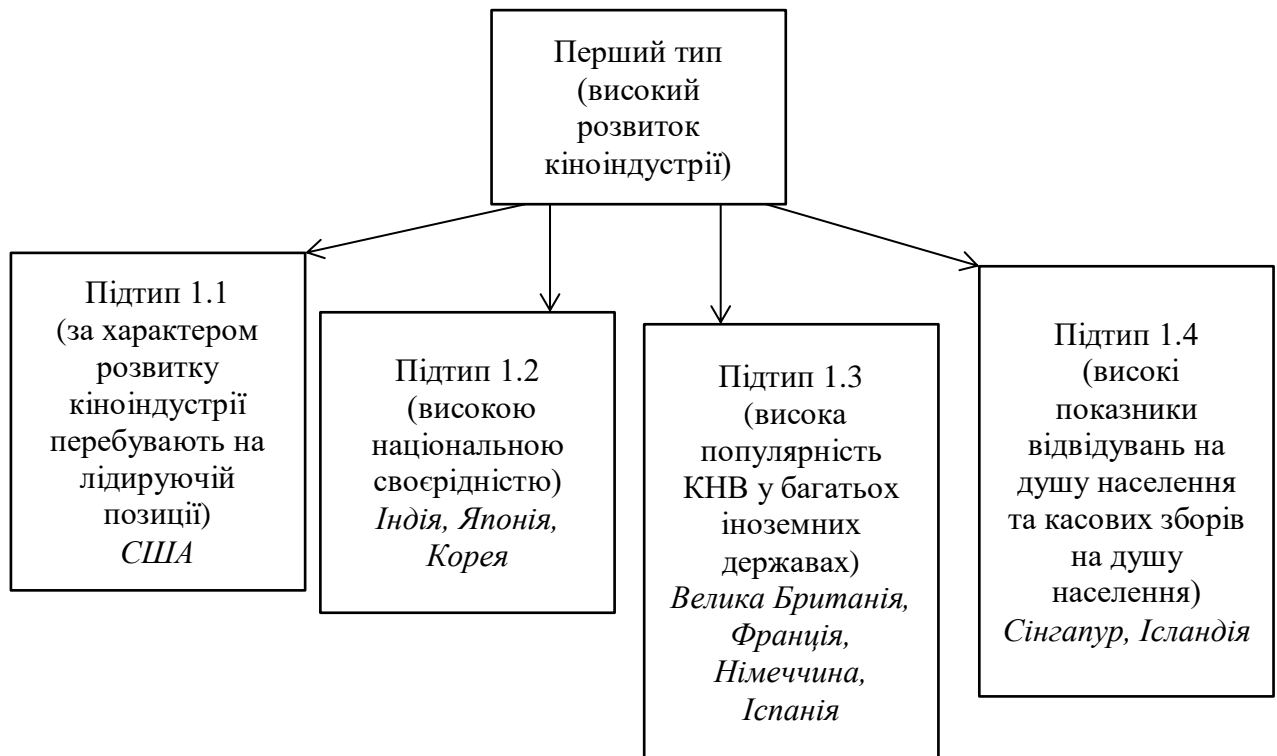 Перший тип
(високий
розвиток
кіноіндустрії)
Підтип 1.1
(за характером
розвитку
кіноіндустрії
перебувають на
лідируючій
позиції)
США
Підтип 1.2
(високою
національною
своєрідністю)
Індія, Японія,
Корея
Підтип 1.3
(висока
популярність
КНВ у багатьох
іноземних
державах)
Велика Британія,
Франція,
Німеччина,
Іспанія
Підтип 1.4
(високі
показники
відвідувань на
душу населення
та касових зборів
на душу
населення)
Сінгапур, Ісландія